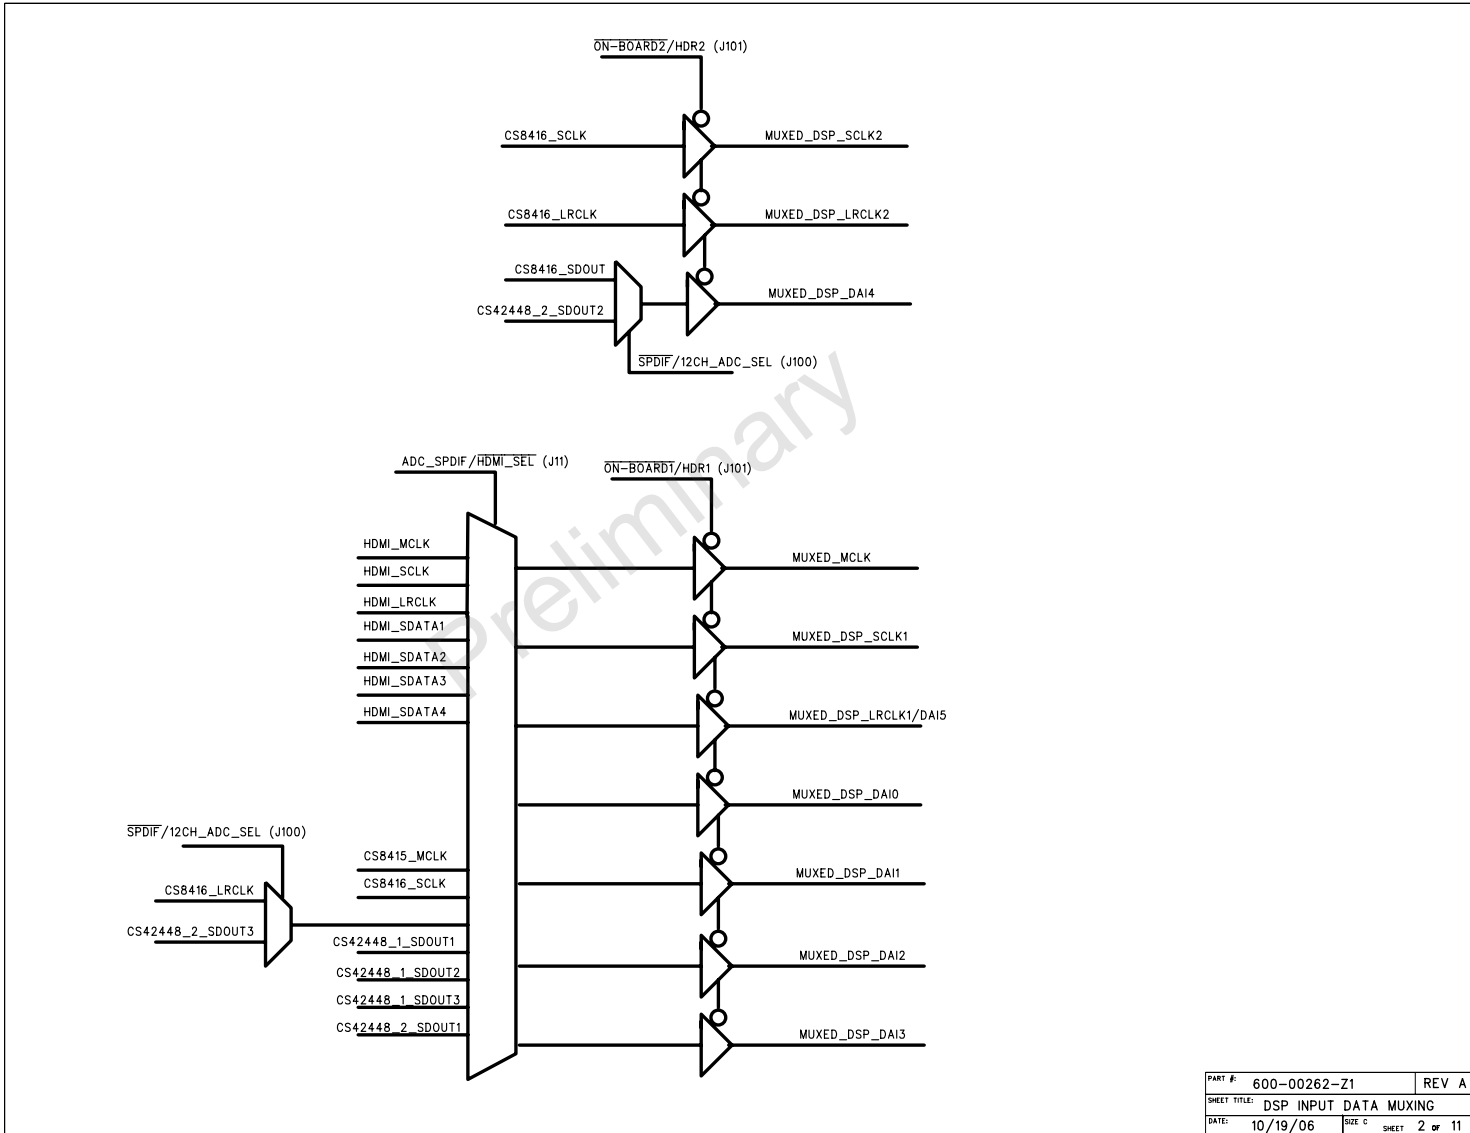 ON-BOARD2/HDR2 (J101)
CS8416_SCLK
MUXED_DSP_SCLK2
CS8416_LRCLK
MUXED_DSP_LRCLK2
CS8416_SDOUT
CS42448_2_SDOUT2
MUXED_DSP_DAI4
SPDIF/12CH_ADC_SEL (J100)
Preliminary
ADC_SPDIF/HDMI_SEL (J11)
ON-BOARD1/HDR1 (J101)
HDMI_MCLK
HDMI_SCLK
HDMI_LRCLK
HDMI_SDATA1
HDMI_SDATA2
HDMI_SDATA3
HDMI_SDATA4
MUXED_MCLK
MUXED_DSP_SCLK1
MUXED_DSP_LRCLK1/DAI5
MUXED_DSP_DAI0
SPDIF/12CH_ADC_SEL (J100)
CS8416_LRCLK
CS42448_2_SDOUT3
CS8415_MCLK
CS8416_SCLK
CS42448_1_SDOUT1
CS42448_1_SDOUT2
CS42448_1_SDOUT3
CS42448_2_SDOUT1
MUXED_DSP_DAI1
MUXED_DSP_DAI2
MUXED_DSP_DAI3
PART #: 600-00262-Z1 REV A
SHEET TITLE: DSP INPUT DATA MUXING
DATE: 10/19/06 SIZE C SHEET 2 OF 11